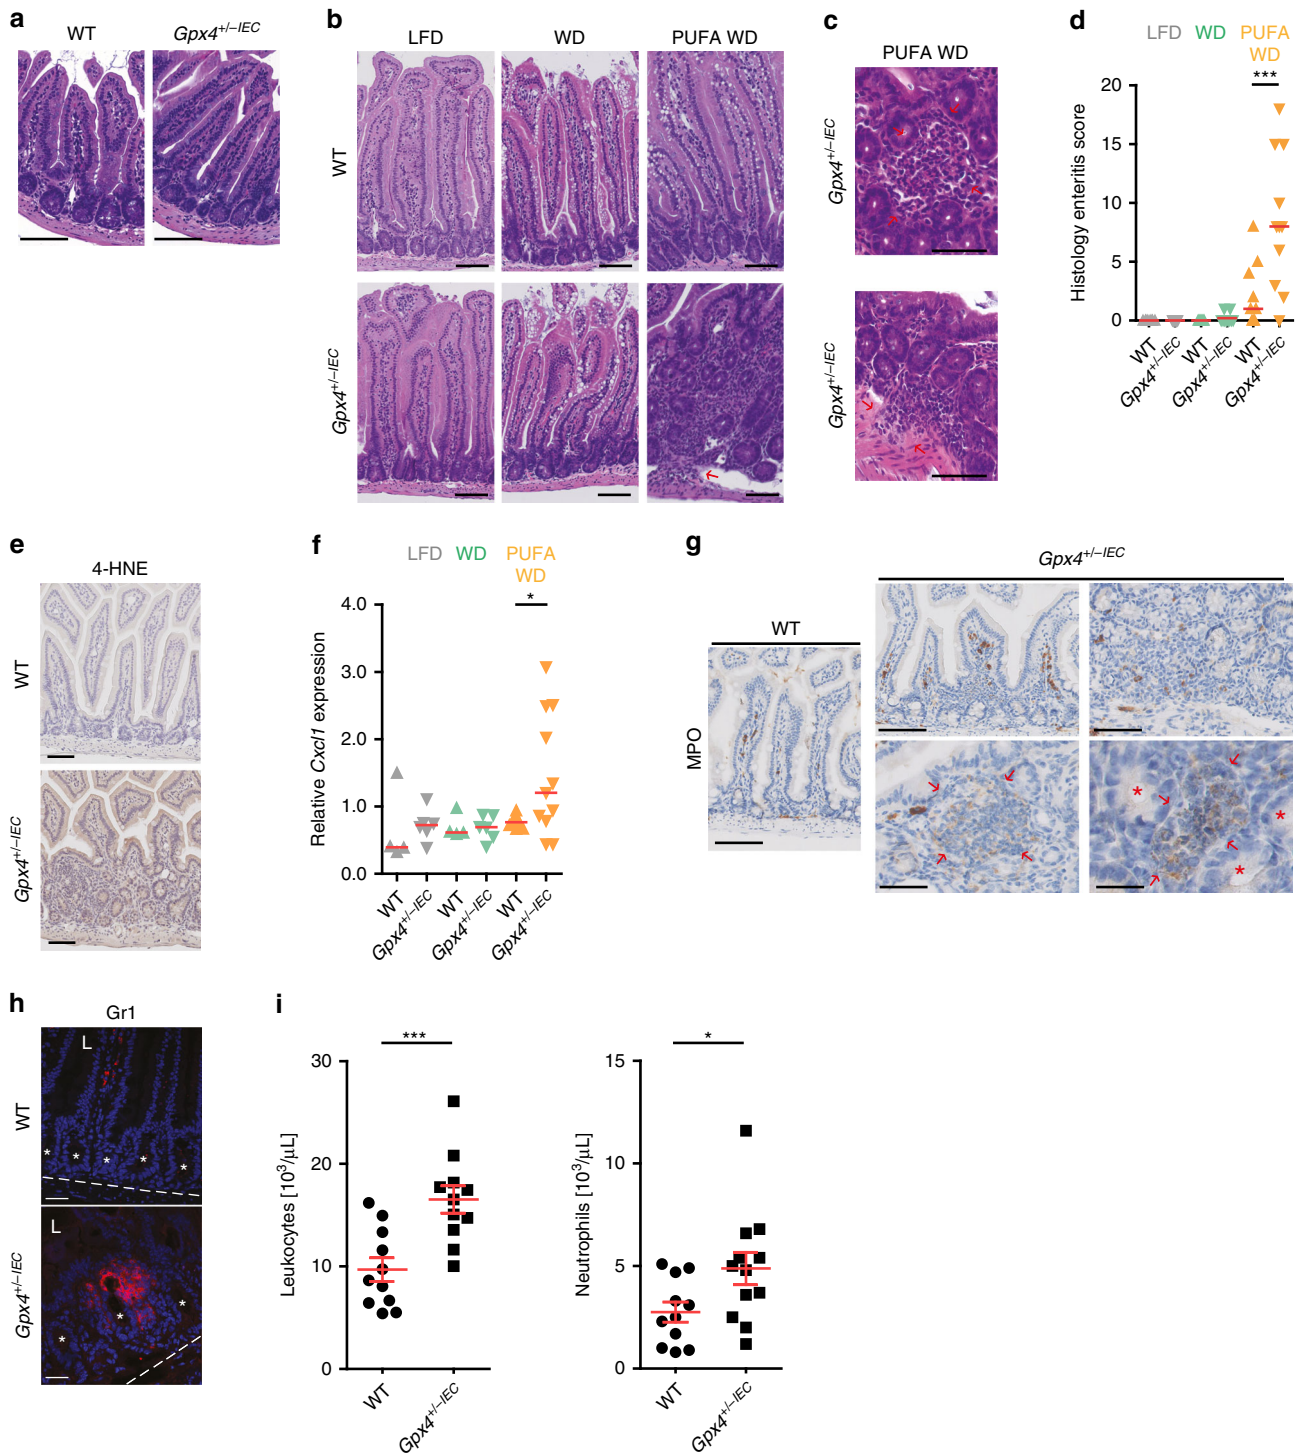 a
WT
Gpx4+/–IEC
b
LFD
WD
PUFA WD
WT
Gpx4+/–IEC
c
PUFA WD
Gpx4+/–IEC
Gpx4+/–IEC
d
LFD
WD
PUFA
WD
***
Histology enteritis score
20
15
10
5
0
WT
Gpx4+/–IEC
WT
Gpx4+/–IEC
WT
Gpx4+/–IEC
e
4-HNE
WT
Gpx4+/–IEC
f
LFD
WD
PUFA
WD
*
Relative Cxcl1 expression
4.0
3.0
2.0
1.0
0.0
WT
Gpx4+/–IEC
WT
Gpx4+/–IEC
WT
Gpx4+/–IEC
g
Gpx4+/–IEC
WT
MPO
*
*
*
h
Gr1
L
WT
* * * * *
L
Gpx4+/–IEC
* * *
i
***
Leukocytes [10³/µL]
30
20
10
0
WT
Gpx4+/–IEC
*
Neutrophils [10³/µL]
15
10
5
0
WT
Gpx4+/–IEC